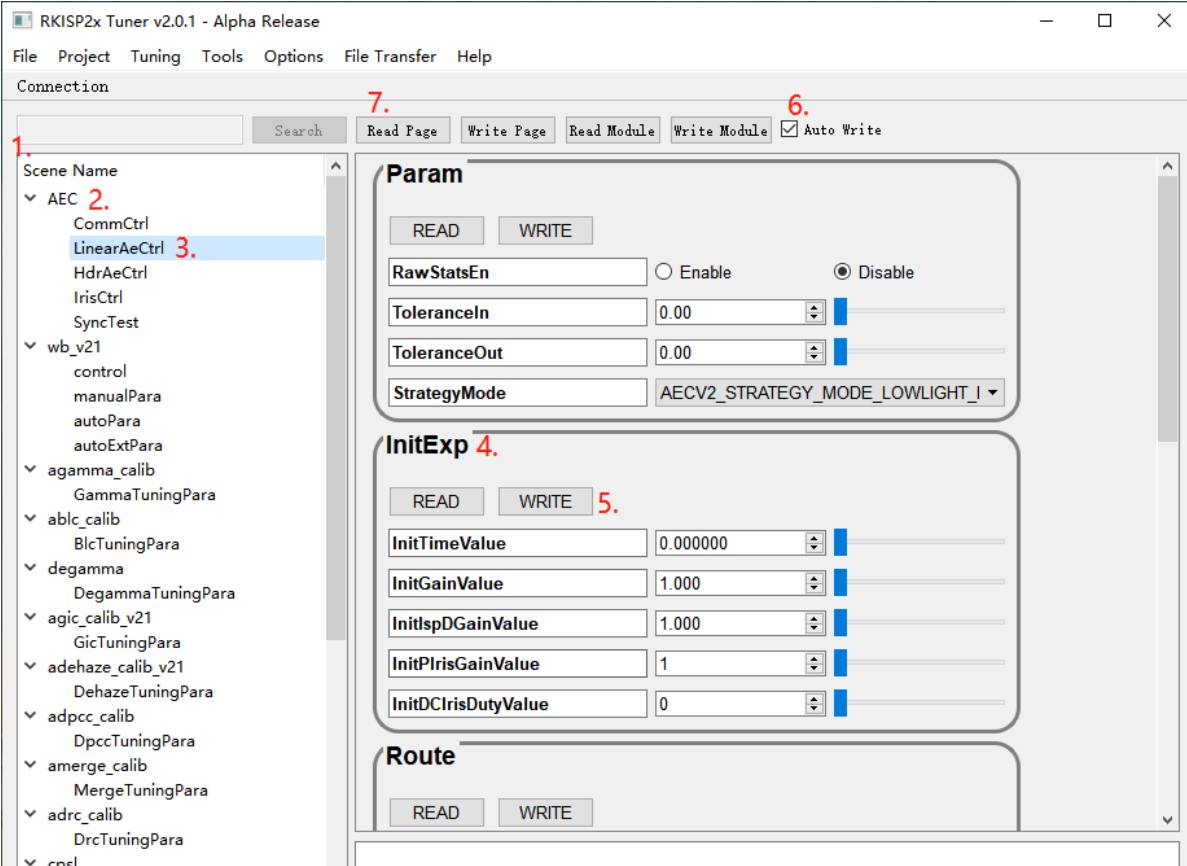 RKISP2x Tuner v2.0.1 - Alpha Release
File Project Tuning Tools Options File Transfer Help
Connection
7. 6.
Search Read Page Write Page Read Module Write Module Auto Write
1.
Scene Name
AEC 2.
CommCtrl
LinearAeCtrl 3.
HdrAeCtrl
IrisCtrl
SyncTest
wb_v21
control
manualPara
autoPara
autoExtPara
agamma_calib
GammaTuningPara
ablc_calib
BlcTuningPara
degamma
DegammaTuningPara
agic_calib_v21
GicTuningPara
adehaze_calib_v21
DehazeTuningPara
adpcc_calib
DpccTuningPara
amerge_calib
MergeTuningPara
adrc_calib
DrcTuningPara
Param
READ WRITE
RawStatsEn Enable Disable
ToleranceIn 0.00
ToleranceOut 0.00
StrategyMode AECV2_STRATEGY_MODE_LOWLIGHT_
InitExp 4.
READ WRITE 5.
InitTimeValue 0.000000
InitGainValue 1.000
InitIspDGainValue 1.000
InitPIrisGainValue 1
InitDCIrisDutyValue 0
Route
READ WRITE